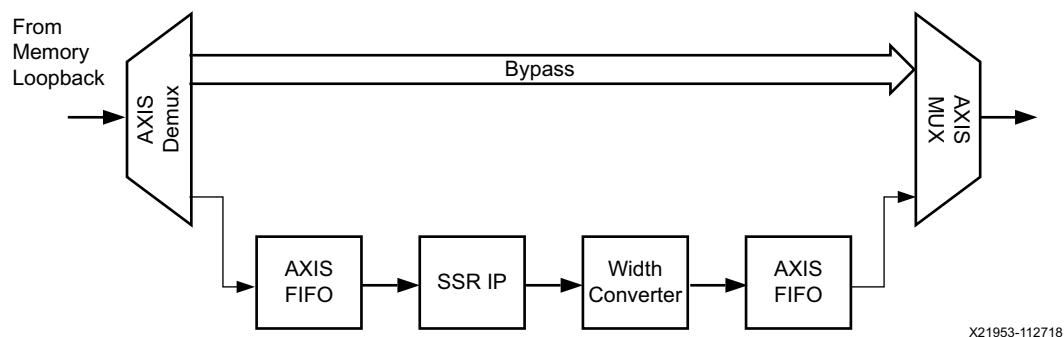 From
Memory
Loopback
AXIS
Demux
Bypass
AXIS
MUX
AXIS
FIFO
SSR IP
Width
Converter
AXIS
FIFO
X21953-112718